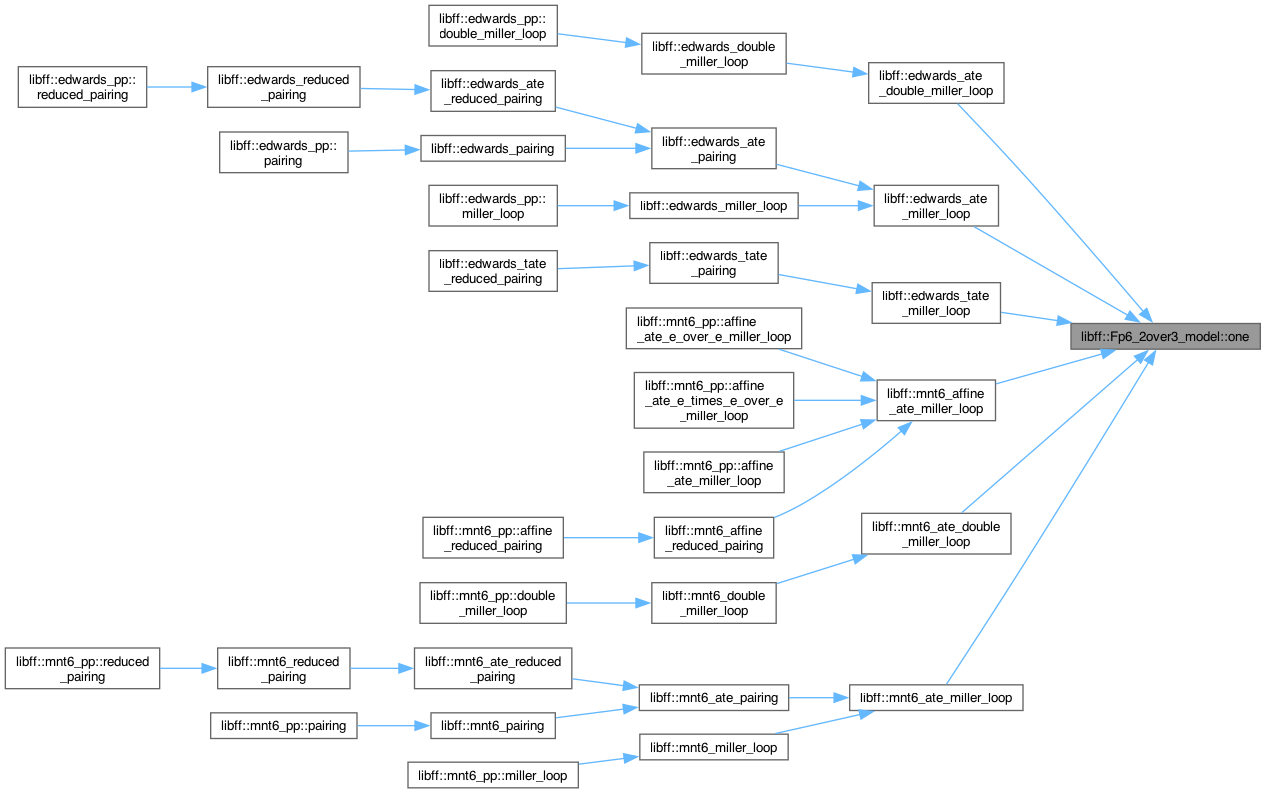 libff::edwards_pp::
double_miller_loop
libff::edwards_double
_miller_loop
libff::edwards_ate
_double_miller_loop
libff::edwards_pp::
reduced_pairing
libff::edwards_reduced
_pairing
libff::edwards_ate
_reduced_pairing
libff::edwards_pp::
pairing
libff::edwards_pairing
libff::edwards_ate
_pairing
libff::edwards_pp::
miller_loop
libff::edwards_miller_loop
libff::edwards_ate
_miller_loop
libff::edwards_tate
_reduced_pairing
libff::edwards_tate
_pairing
libff::edwards_tate
_miller_loop
libff::Fp6_2over3_model::one
libff::mnt6_pp::affine
_ate_e_over_e_miller_loop
libff::mnt6_pp::affine
_ate_e_times_e_over_e
_miller_loop
libff::mnt6_affine
_ate_miller_loop
libff::mnt6_pp::affine
_ate_miller_loop
libff::mnt6_pp::affine
_reduced_pairing
libff::mnt6_affine
_reduced_pairing
libff::mnt6_ate_double
_miller_loop
libff::mnt6_pp::double
_miller_loop
libff::mnt6_double
_miller_loop
libff::mnt6_pp::reduced
_pairing
libff::mnt6_reduced
_pairing
libff::mnt6_ate_reduced
_pairing
libff::mnt6_ate_pairing
libff::mnt6_ate_miller_loop
libff::mnt6_pp::pairing
libff::mnt6_pairing
libff::mnt6_miller_loop
libff::mnt6_pp::miller_loop